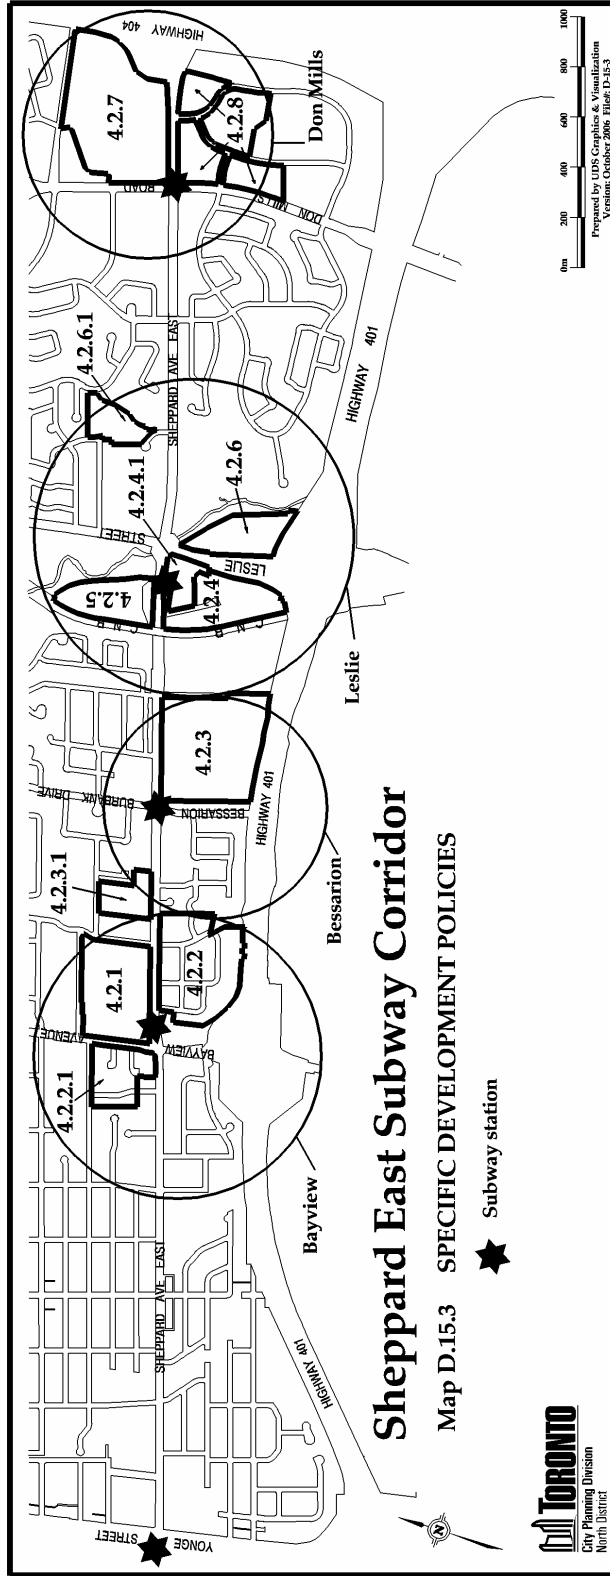 Sheppard East Subway Corridor
Map D.15.3 SPECIFIC DEVELOPMENT POLICIES
Subway station
YONGE
STREET
SHEPPARD AVE EAST
HIGHWAY 401
Bayview
BAYVIEW
AVENUE
4.2.2.1
4.2.1
4.2.2
4.2.3.1
Bessarion
BESSARION
BURBANK DRIVE
HIGHWAY 401
4.2.3
Leslie
C N R
C N R
4.2.5
4.2.4
4.2.4.1
LESLIE
STREET
4.2.6
4.2.6.1
SHEPPARD AVE EAST
HIGHWAY 401
DON MILLS
ROAD
4.2.7
4.2.8
Don Mills
HIGHWAY 404
N
TORONTO
City Planning Division
North District
0m 200 400 600 800 1000
Prepared by UDS Graphics & Visualization
Version: October 2006 File#: D-15-3